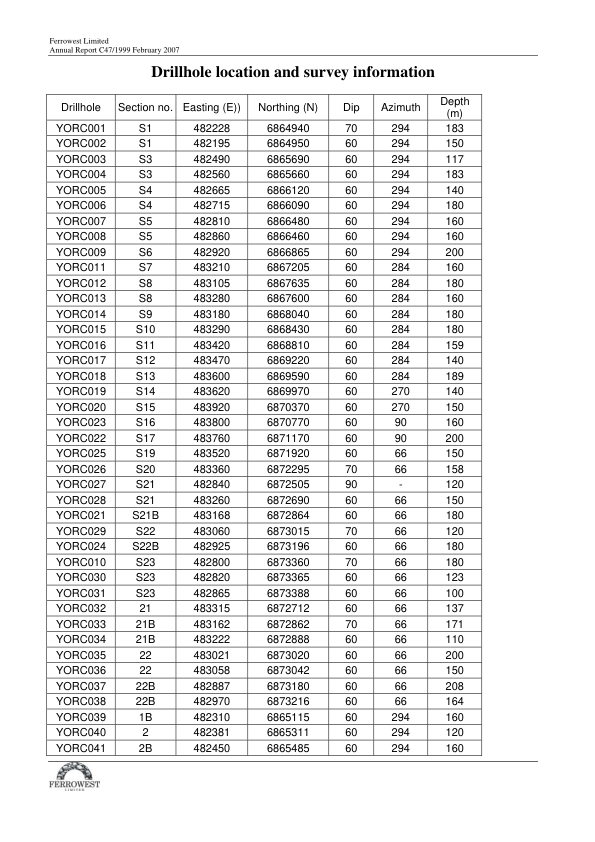 Ferrowest Limited
Annual Report C47/1999 February 2007
Drillhole location and survey information
Drillhole Section no. Easting (E)) Northing (N) Dip Azimuth Depth (m)
YORC001 S1 482228 6864940 70 294 183
YORC002 S1 482195 6864950 60 294 150
YORC003 S3 482490 6865690 60 294 117
YORC004 S3 482560 6865660 60 294 183
YORC005 S4 482665 6866120 60 294 140
YORC006 S4 482715 6866090 60 294 180
YORC007 S5 482810 6866480 60 294 160
YORC008 S5 482860 6866460 60 294 160
YORC009 S6 482920 6866865 60 294 200
YORC011 S7 483210 6867205 60 284 160
YORC012 S8 483105 6867635 60 284 180
YORC013 S8 483280 6867600 60 284 160
YORC014 S9 483180 6868040 60 284 180
YORC015 S10 483290 6868430 60 284 180
YORC016 S11 483420 6868810 60 284 159
YORC017 S12 483470 6869220 60 284 140
YORC018 S13 483600 6869590 60 284 189
YORC019 S14 483620 6869970 60 270 140
YORC020 S15 483920 6870370 60 270 150
YORC023 S16 483800 6870770 60 90 160
YORC022 S17 483760 6871170 60 90 200
YORC025 S19 483520 6871920 60 66 150
YORC026 S20 483360 6872295 70 66 158
YORC027 S21 482840 6872505 90 - 120
YORC028 S21 483260 6872690 60 66 150
YORC021 S21B 483168 6872864 60 66 180
YORC029 S22 483060 6873015 70 66 120
YORC024 S22B 482925 6873196 60 66 180
YORC010 S23 482800 6873360 70 66 180
YORC030 S23 482820 6873365 60 66 123
YORC031 S23 482865 6873388 60 66 100
YORC032 21 483315 6872712 60 66 137
YORC033 21B 483162 6872862 70 66 171
YORC034 21B 483222 6872888 60 66 110
YORC035 22 483021 6873020 60 66 200
YORC036 22 483058 6873042 60 66 150
YORC037 22B 482887 6873180 60 66 208
YORC038 22B 482970 6873216 60 66 164
YORC039 1B 482310 6865115 60 294 160
YORC040 2 482381 6865311 60 294 120
YORC041 2B 482450 6865485 60 294 160
FERROWEST
LIMITED